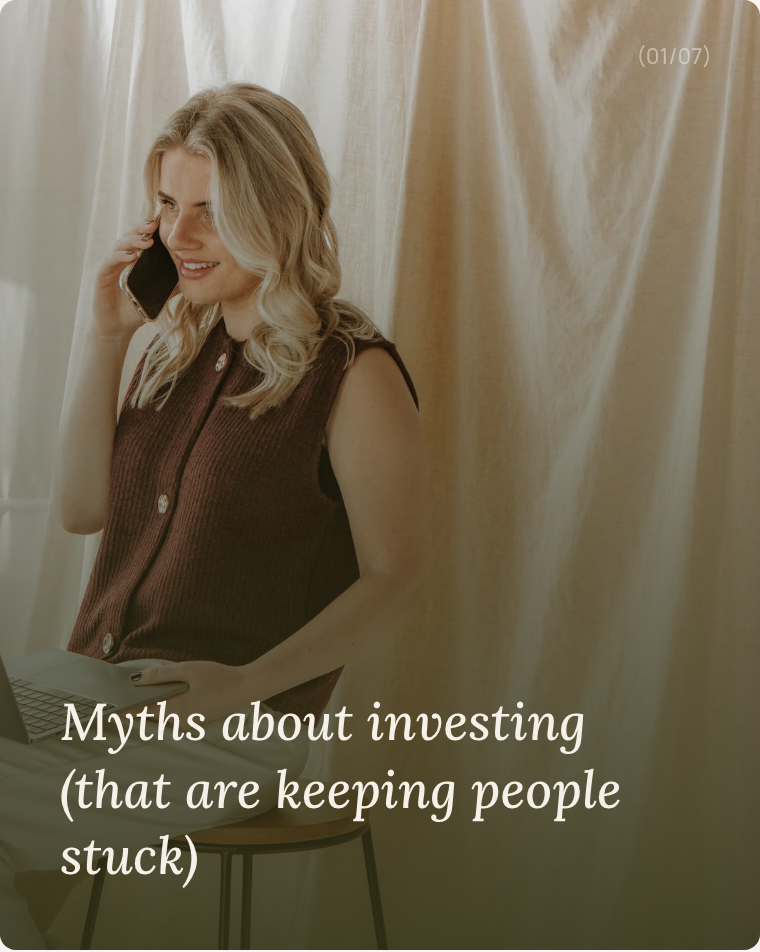 (01/07)
Myths about investing
(that are keeping people
stuck)